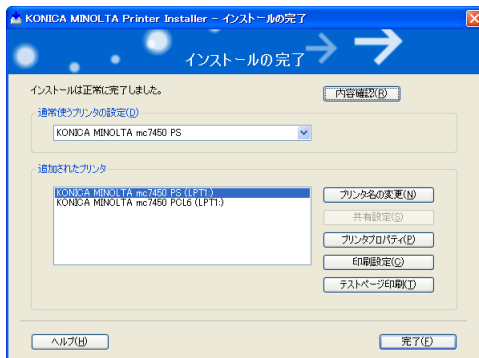 KONICA MINOLTA Printer Installer - インストールの完了
インストールの完了
インストールは正常に完了しました。
内容確認(R)
通常使うプリンタの設定(D)
KONICA MINOLTA mc7450 PS
追加されたプリンタ
KONICA MINOLTA mc7450 PS (LPT1:)
KONICA MINOLTA mc7450 PCL6 (LPT1:)
プリンタ名の変更(N)
共有設定(S)
プリンタプロパティ(P)
印刷設定(C)
テストページ印刷(T)
ヘルプ(H)
完了(F)